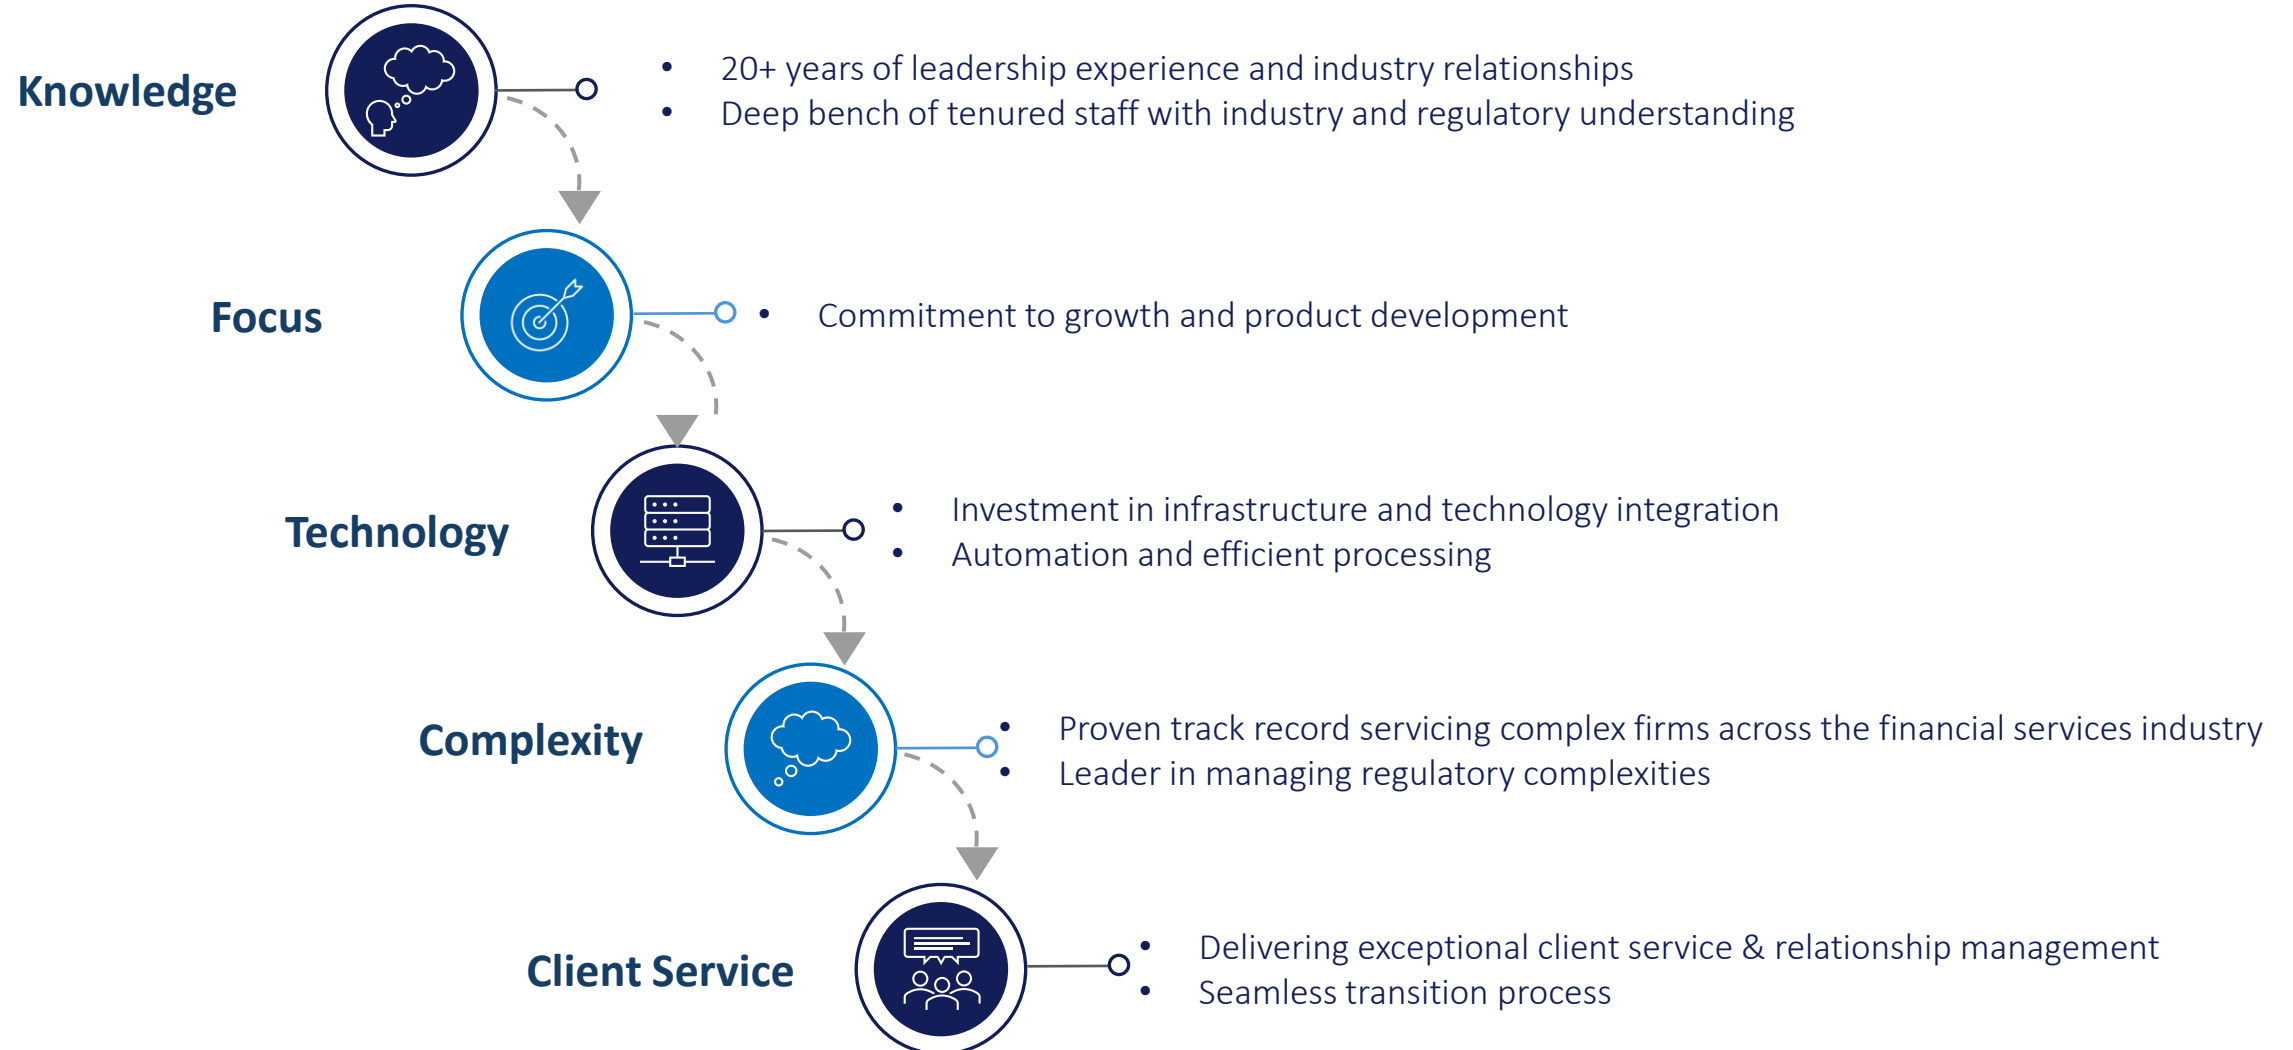 Knowledge
• 20+ years of leadership experience and industry relationships
• Deep bench of tenured staff with industry and regulatory understanding
Focus
• Commitment to growth and product development
Technology
• Investment in infrastructure and technology integration
• Automation and efficient processing
Complexity
• Proven track record servicing complex firms across the financial services industry
• Leader in managing regulatory complexities
Client Service
• Delivering exceptional client service & relationship management
• Seamless transition process